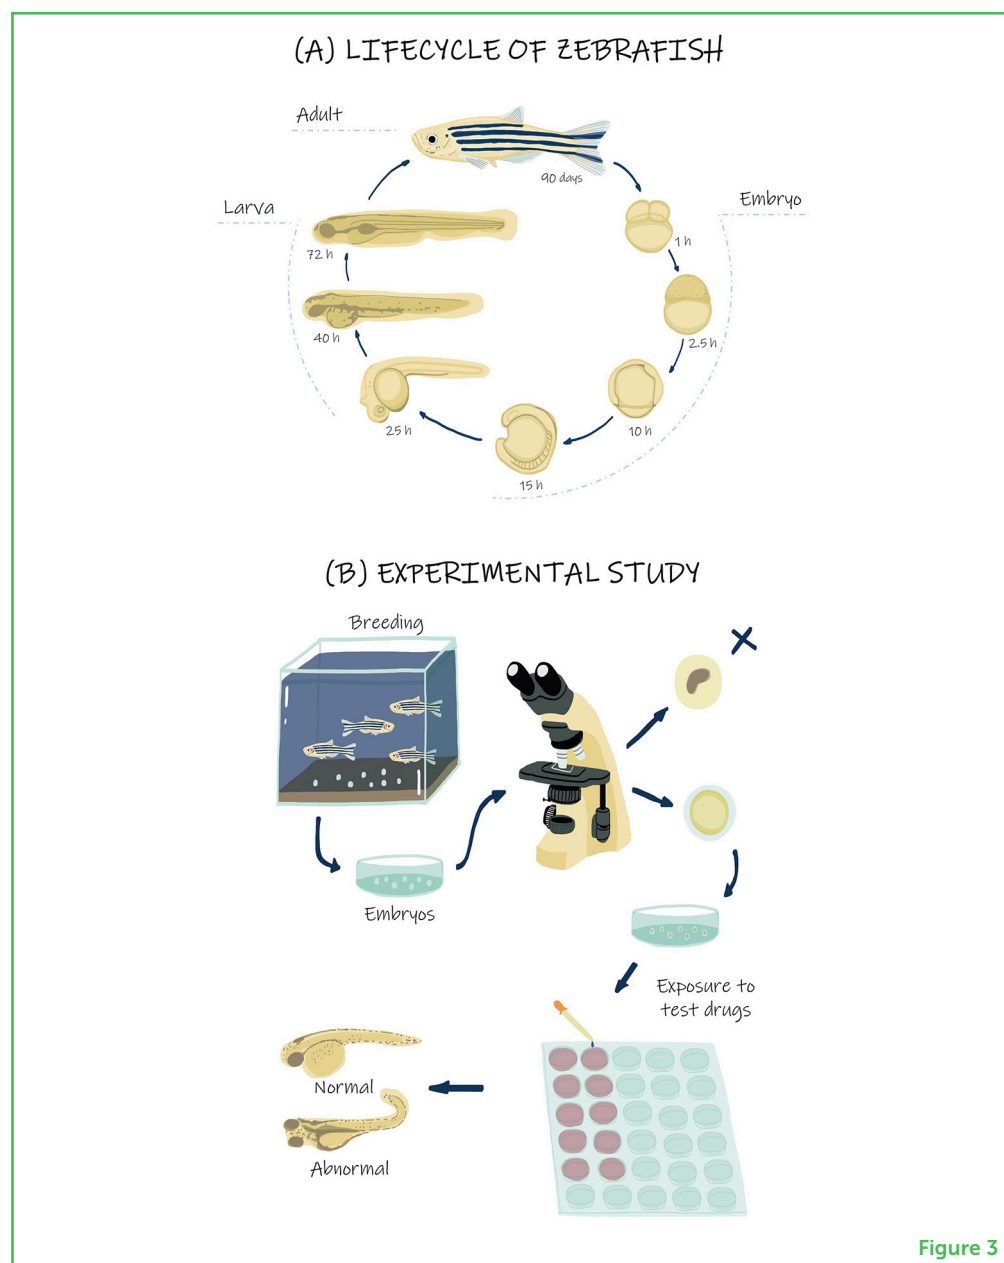 (A) LIFECYCLE OF ZEBRAFISH
Adult
90 days
Larva
Embryo
1 h
72 h
2.5 h
40 h
10 h
25 h
15 h
(B) EXPERIMENTAL STUDY
Breeding
Embryos
Exposure to
test drugs
Normal
Abnormal
Figure 3